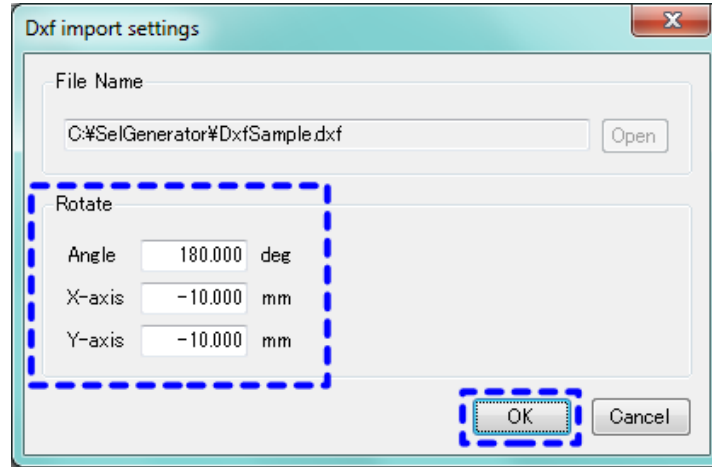 Dxf import settings
File Name
C:¥SelGenerator¥DxfSample.dxf
Open
Rotate
Angle 180.000 deg
X-axis -10.000 mm
Y-axis -10.000 mm
OK Cancel